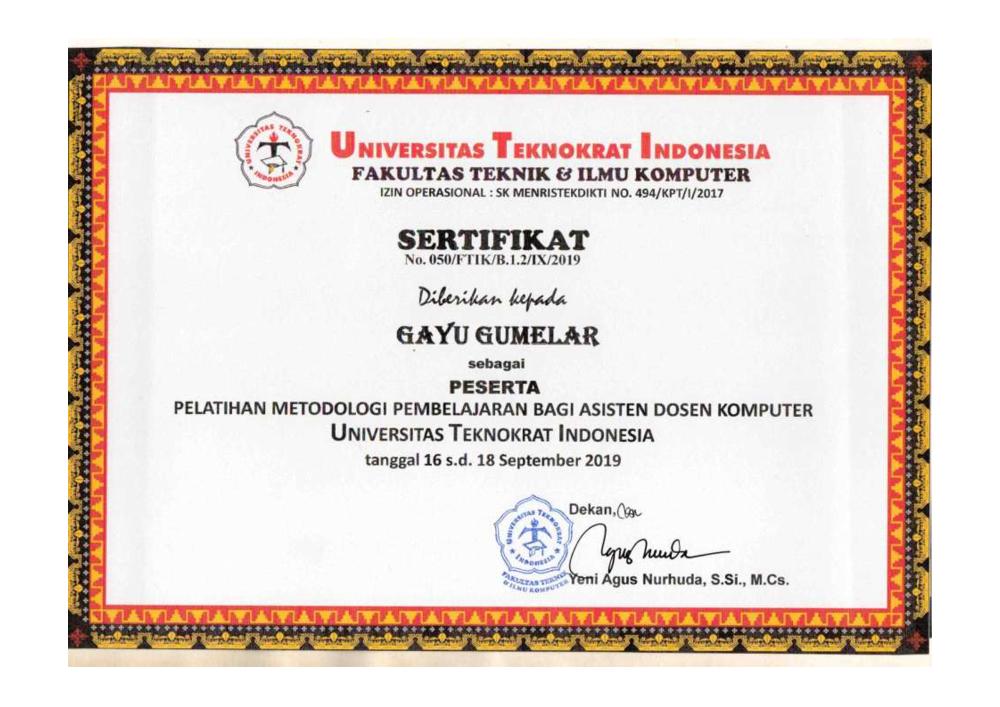 UNIVERSITAS TEKNOKRAT
INDONESIA
UNIVERSITAS TEKNOKRAT INDONESIA
FAKULTAS TEKNIK & ILMU KOMPUTER
IZIN OPERASIONAL : SK MENRISTEKDIKTI NO. 494/KPT/I/2017
SERTIFIKAT
No. 050/FTIK/B.1.2/IX/2019
Diberikan kepada
GAYU GUMELAR
sebagai
PESERTA
PELATIHAN METODOLOGI PEMBELAJARAN BAGI ASISTEN DOSEN KOMPUTER
UNIVERSITAS TEKNOKRAT INDONESIA
tanggal 16 s.d. 18 September 2019
Dekan,
UNIVERSITAS TEKNOKRAT
INDONESIA
FAKULTAS TEKNIK
& ILMU KOMPUTER
Yeni Agus Nurhuda, S.Si., M.Cs.